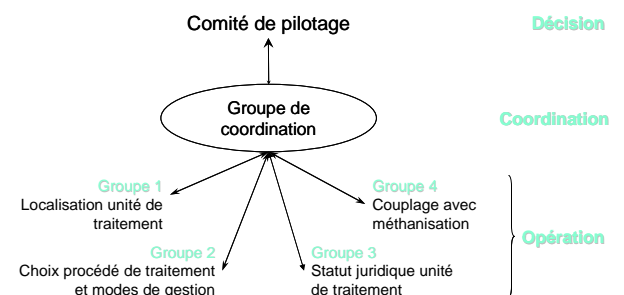 Comité de pilotage
Décision
Groupe de
coordination
Coordination
Groupe 1
Localisation unité de
traitement
Groupe 4
Couplage avec
méthanisation
Opération
Groupe 2
Choix procédé de traitement
et modes de gestion
Groupe 3
Statut juridique unité
de traitement